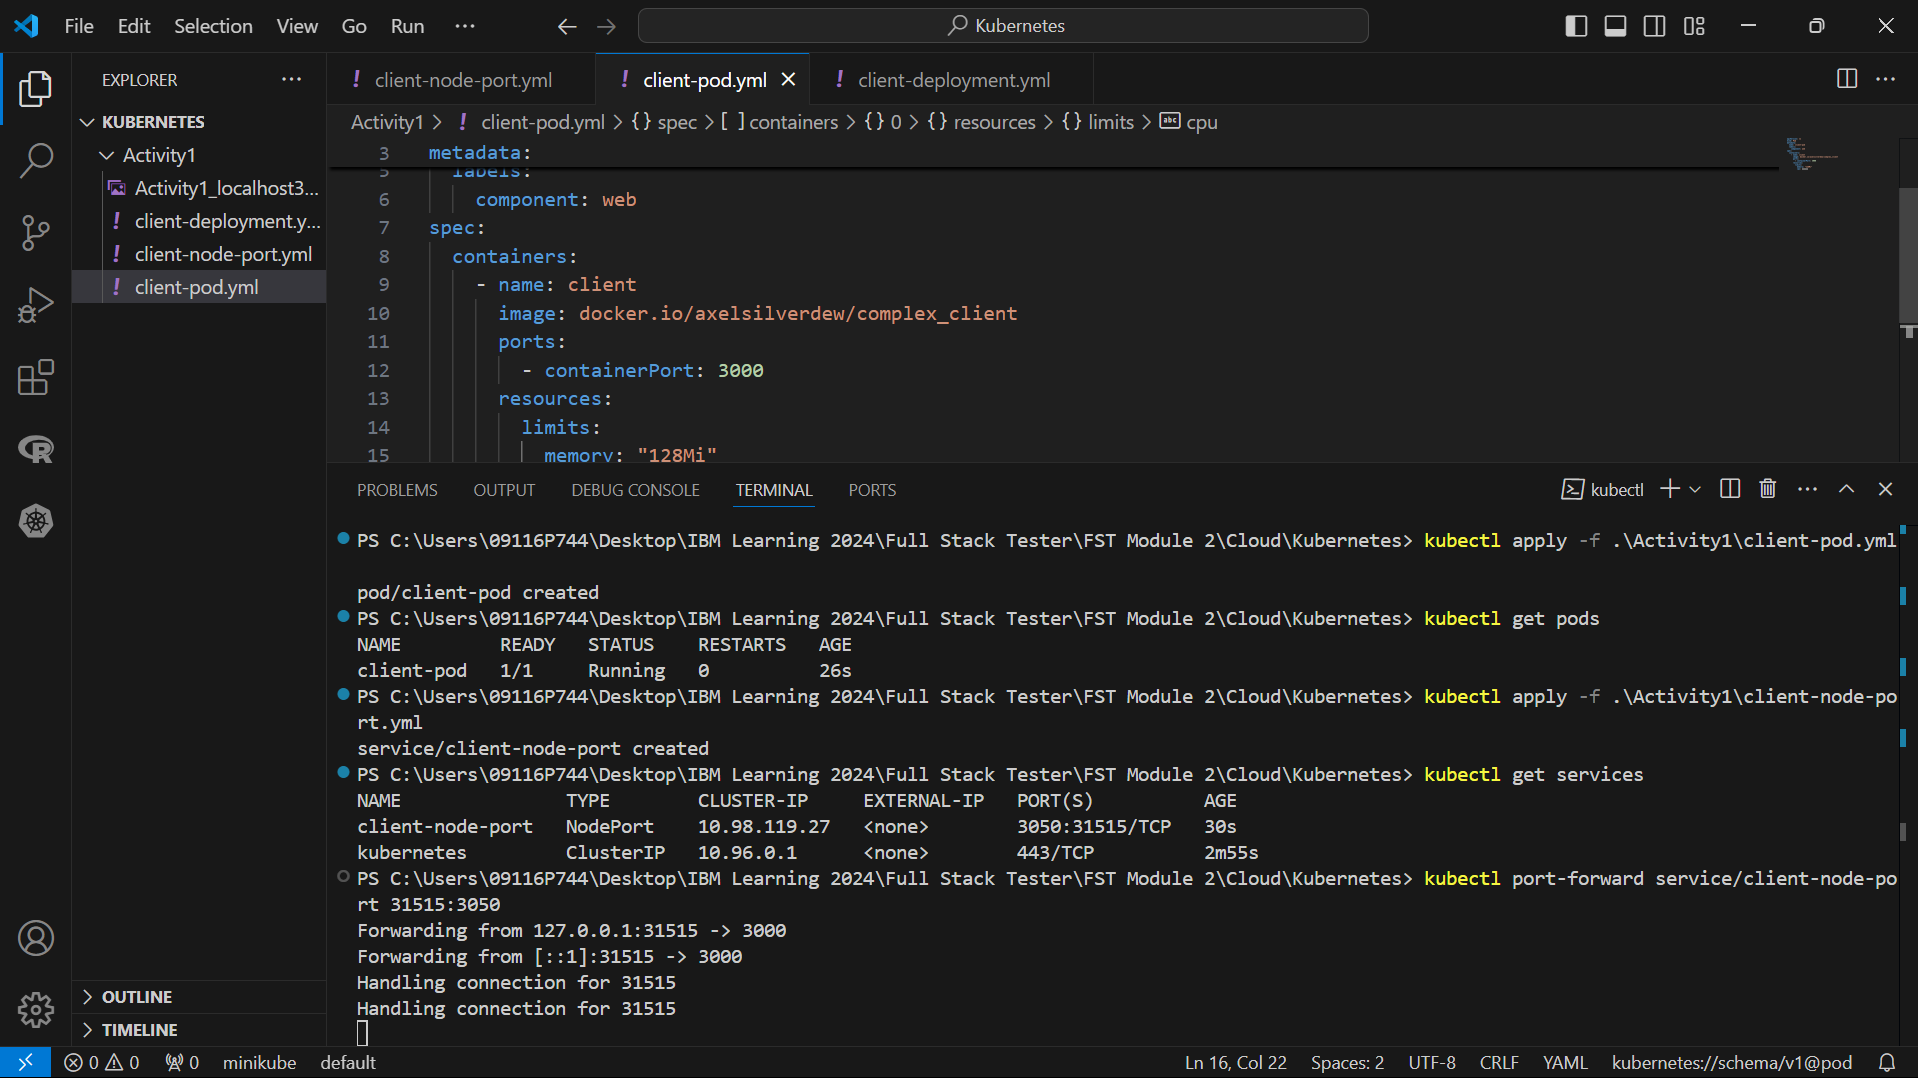 File Edit Selection View Go Run ···
Kubernetes
EXPLORER
KUBERNETES
Activity1
Activity1_localhost3...
client-deployment.y...
client-node-port.yml
client-pod.yml
OUTLINE
TIMELINE
! client-node-port.yml
! client-pod.yml
! client-deployment.yml
Activity1 > ! client-pod.yml > {} spec > [ ] containers > {} 0 > {} resources > {} limits > abc cpu
3 metadata:
5 labels:
6 component: web
7 spec:
8 containers:
9 - name: client
10 image: docker.io/axelsilverdew/complex_client
11 ports:
12 - containerPort: 3000
13 resources:
14 limits:
15 memory: "128Mi"
PROBLEMS OUTPUT DEBUG CONSOLE TERMINAL PORTS
kubectl
PS C:\Users\09116P744\Desktop\IBM Learning 2024\Full Stack Tester\FST Module 2\Cloud\Kubernetes> kubectl apply -f .\Activity1\client-pod.yml
pod/client-pod created
PS C:\Users\09116P744\Desktop\IBM Learning 2024\Full Stack Tester\FST Module 2\Cloud\Kubernetes> kubectl get pods
NAME READY STATUS RESTARTS AGE
client-pod 1/1 Running 0 26s
PS C:\Users\09116P744\Desktop\IBM Learning 2024\Full Stack Tester\FST Module 2\Cloud\Kubernetes> kubectl apply -f .\Activity1\client-node-po
rt.yml
service/client-node-port created
PS C:\Users\09116P744\Desktop\IBM Learning 2024\Full Stack Tester\FST Module 2\Cloud\Kubernetes> kubectl get services
NAME TYPE CLUSTER-IP EXTERNAL-IP PORT(S) AGE
client-node-port NodePort 10.98.119.27 <none> 3050:31515/TCP 30s
kubernetes ClusterIP 10.96.0.1 <none> 443/TCP 2m55s
PS C:\Users\09116P744\Desktop\IBM Learning 2024\Full Stack Tester\FST Module 2\Cloud\Kubernetes> kubectl port-forward service/client-node-po
rt 31515:3050
Forwarding from 127.0.0.1:31515 -> 3000
Forwarding from [::1]:31515 -> 3000
Handling connection for 31515
Handling connection for 31515
0 0 0 minikube default
Ln 16, Col 22 Spaces: 2 UTF-8 CRLF YAML kubernetes://schema/v1@pod